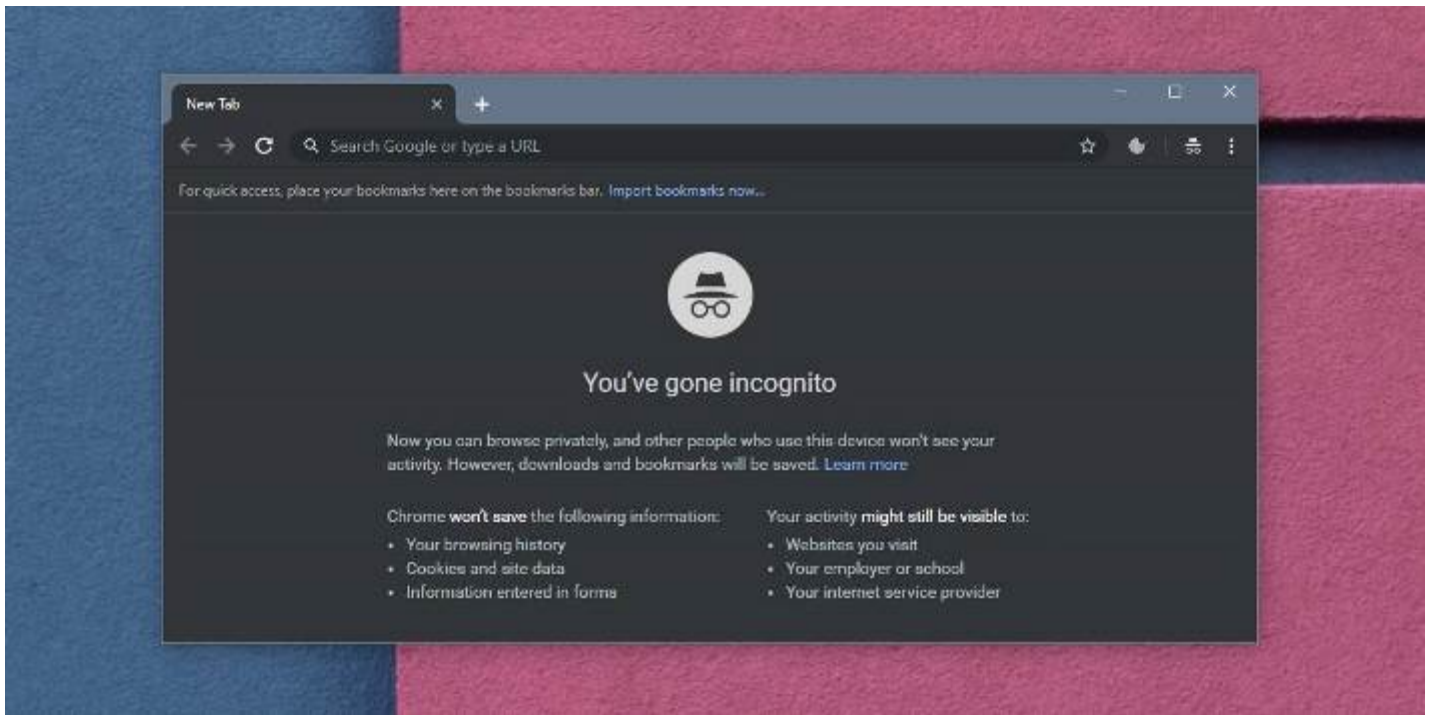 New Tab
Search Google or type a URL
For quick access, place your bookmarks here on the bookmarks bar. Import bookmarks now...
You've gone incognito
Now you can browse privately, and other people who use this device won't see your
activity. However, downloads and bookmarks will be saved. Learn more
Chrome won't save the following information:
• Your browsing history
• Cookies and site data
• Information entered in forms
Your activity might still be visible to:
• Websites you visit
• Your employer or school
• Your internet service provider